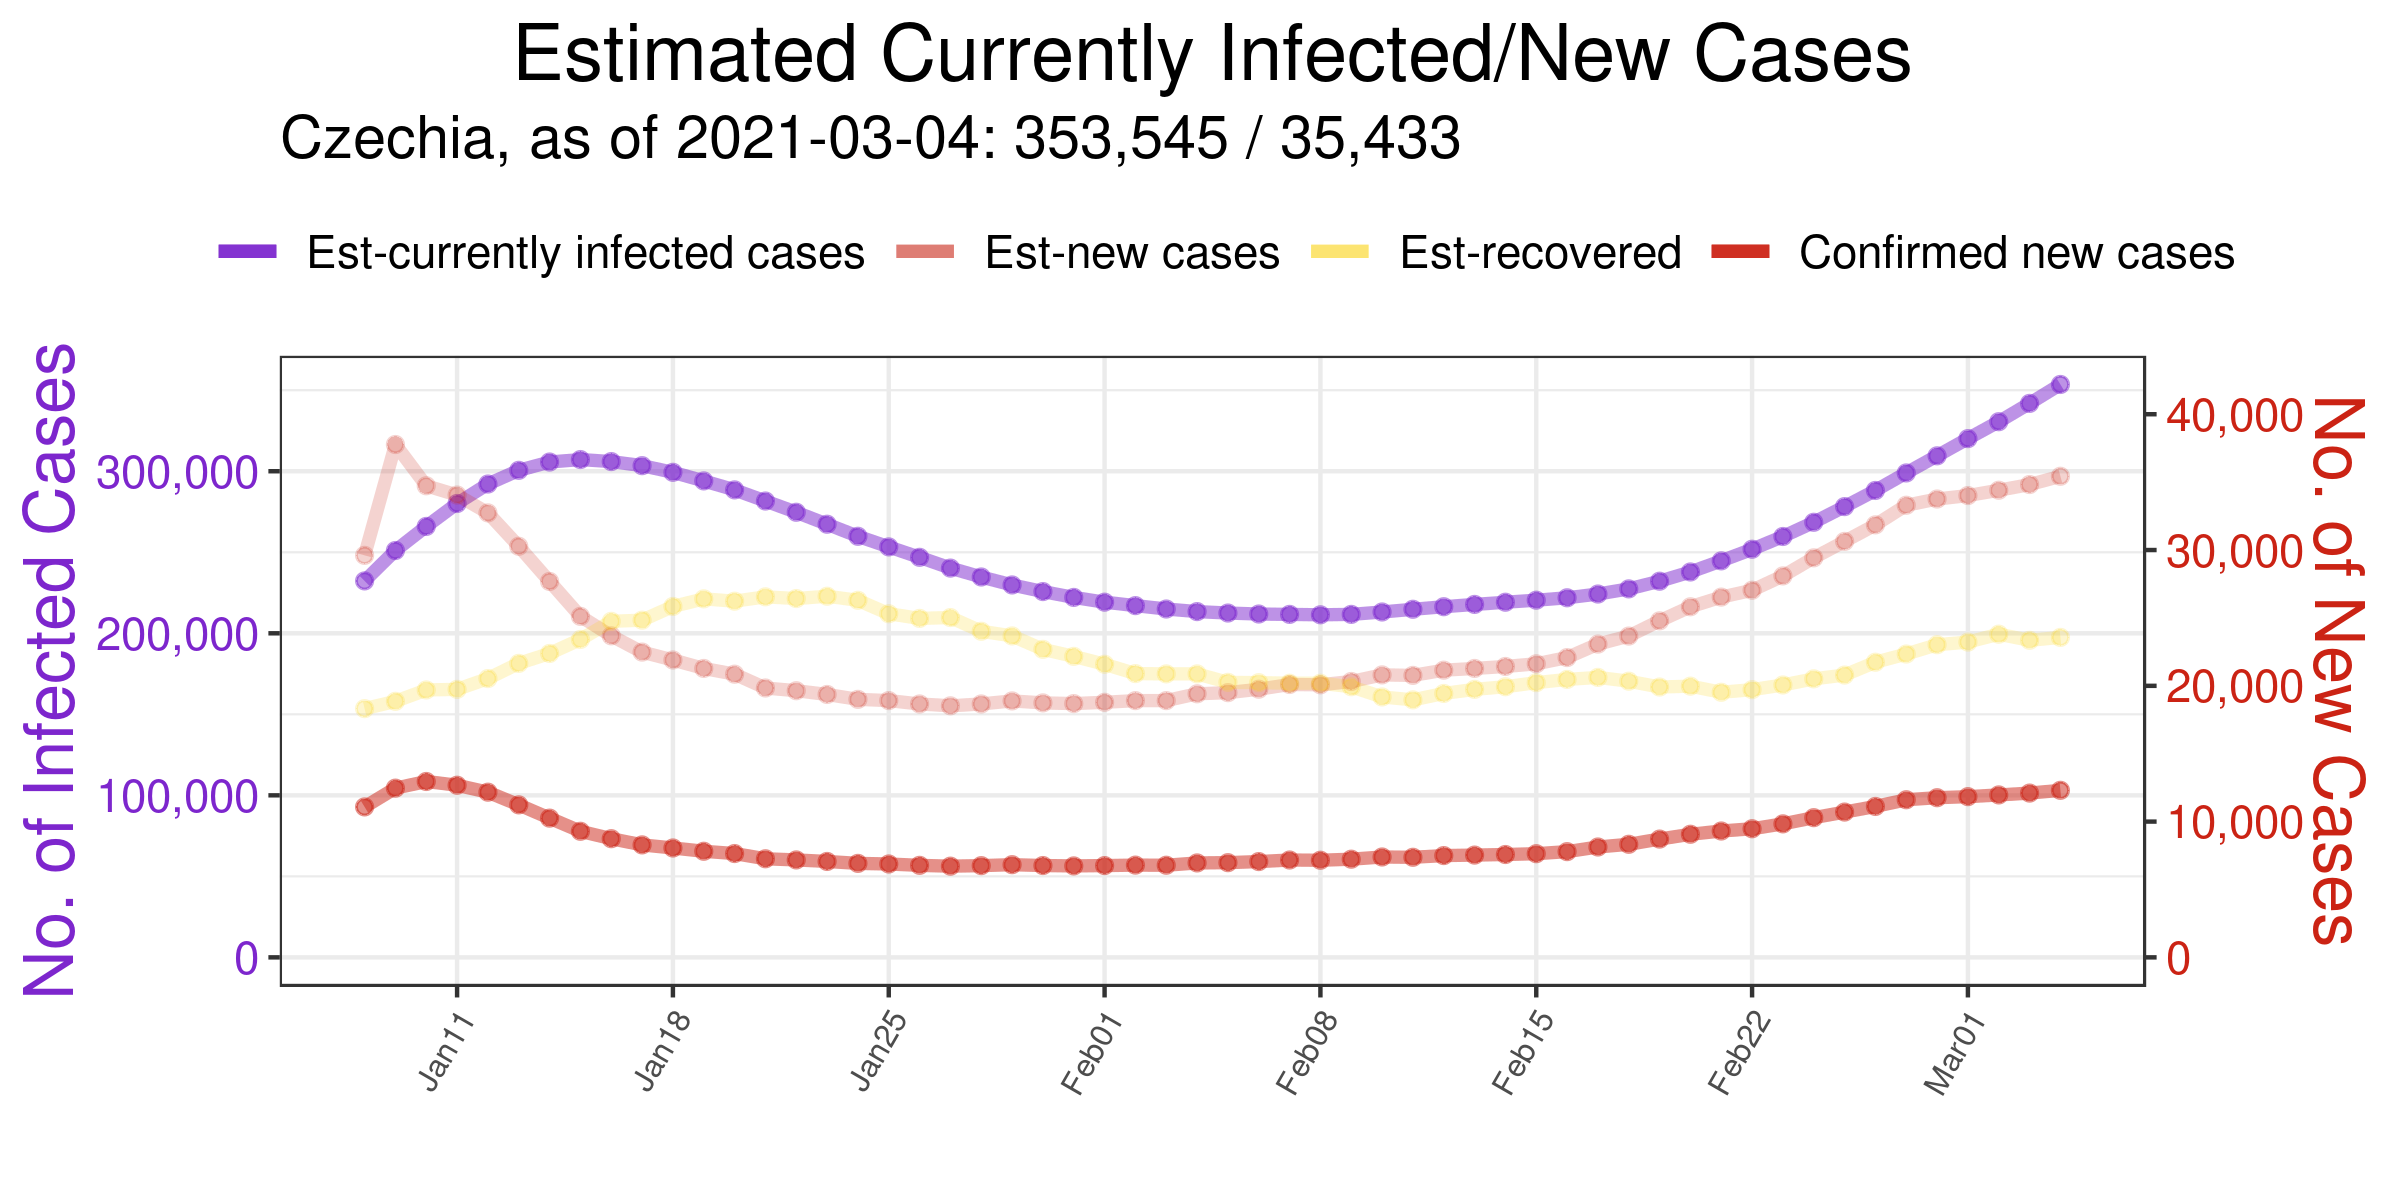 Estimated Currently Infected/New Cases
Czechia, as of 2021-03-04: 353,545 / 35,433
Est-currently infected cases Est-new cases Est-recovered Confirmed new cases
No. of Infected Cases
300,000
200,000
100,000
0
40,000
30,000
20,000
10,000
0
No. of New Cases
Jan11 Jan18 Jan25 Feb01 Feb08 Feb15 Feb22 Mar01